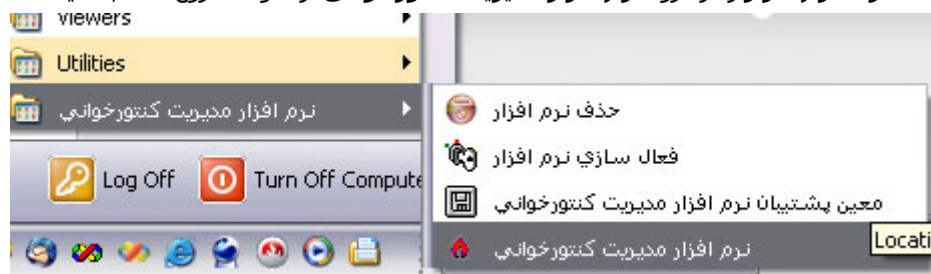 viewers
Utilities
نرم افزار مديريت كنتورخواني
Log Off
Turn Off Compute
حذف نرم افزار
فعال سازي نرم افزار
معين پشتيبان نرم افزار مديريت كنتورخواني
نرم افزار مديريت كنتورخواني
Locati